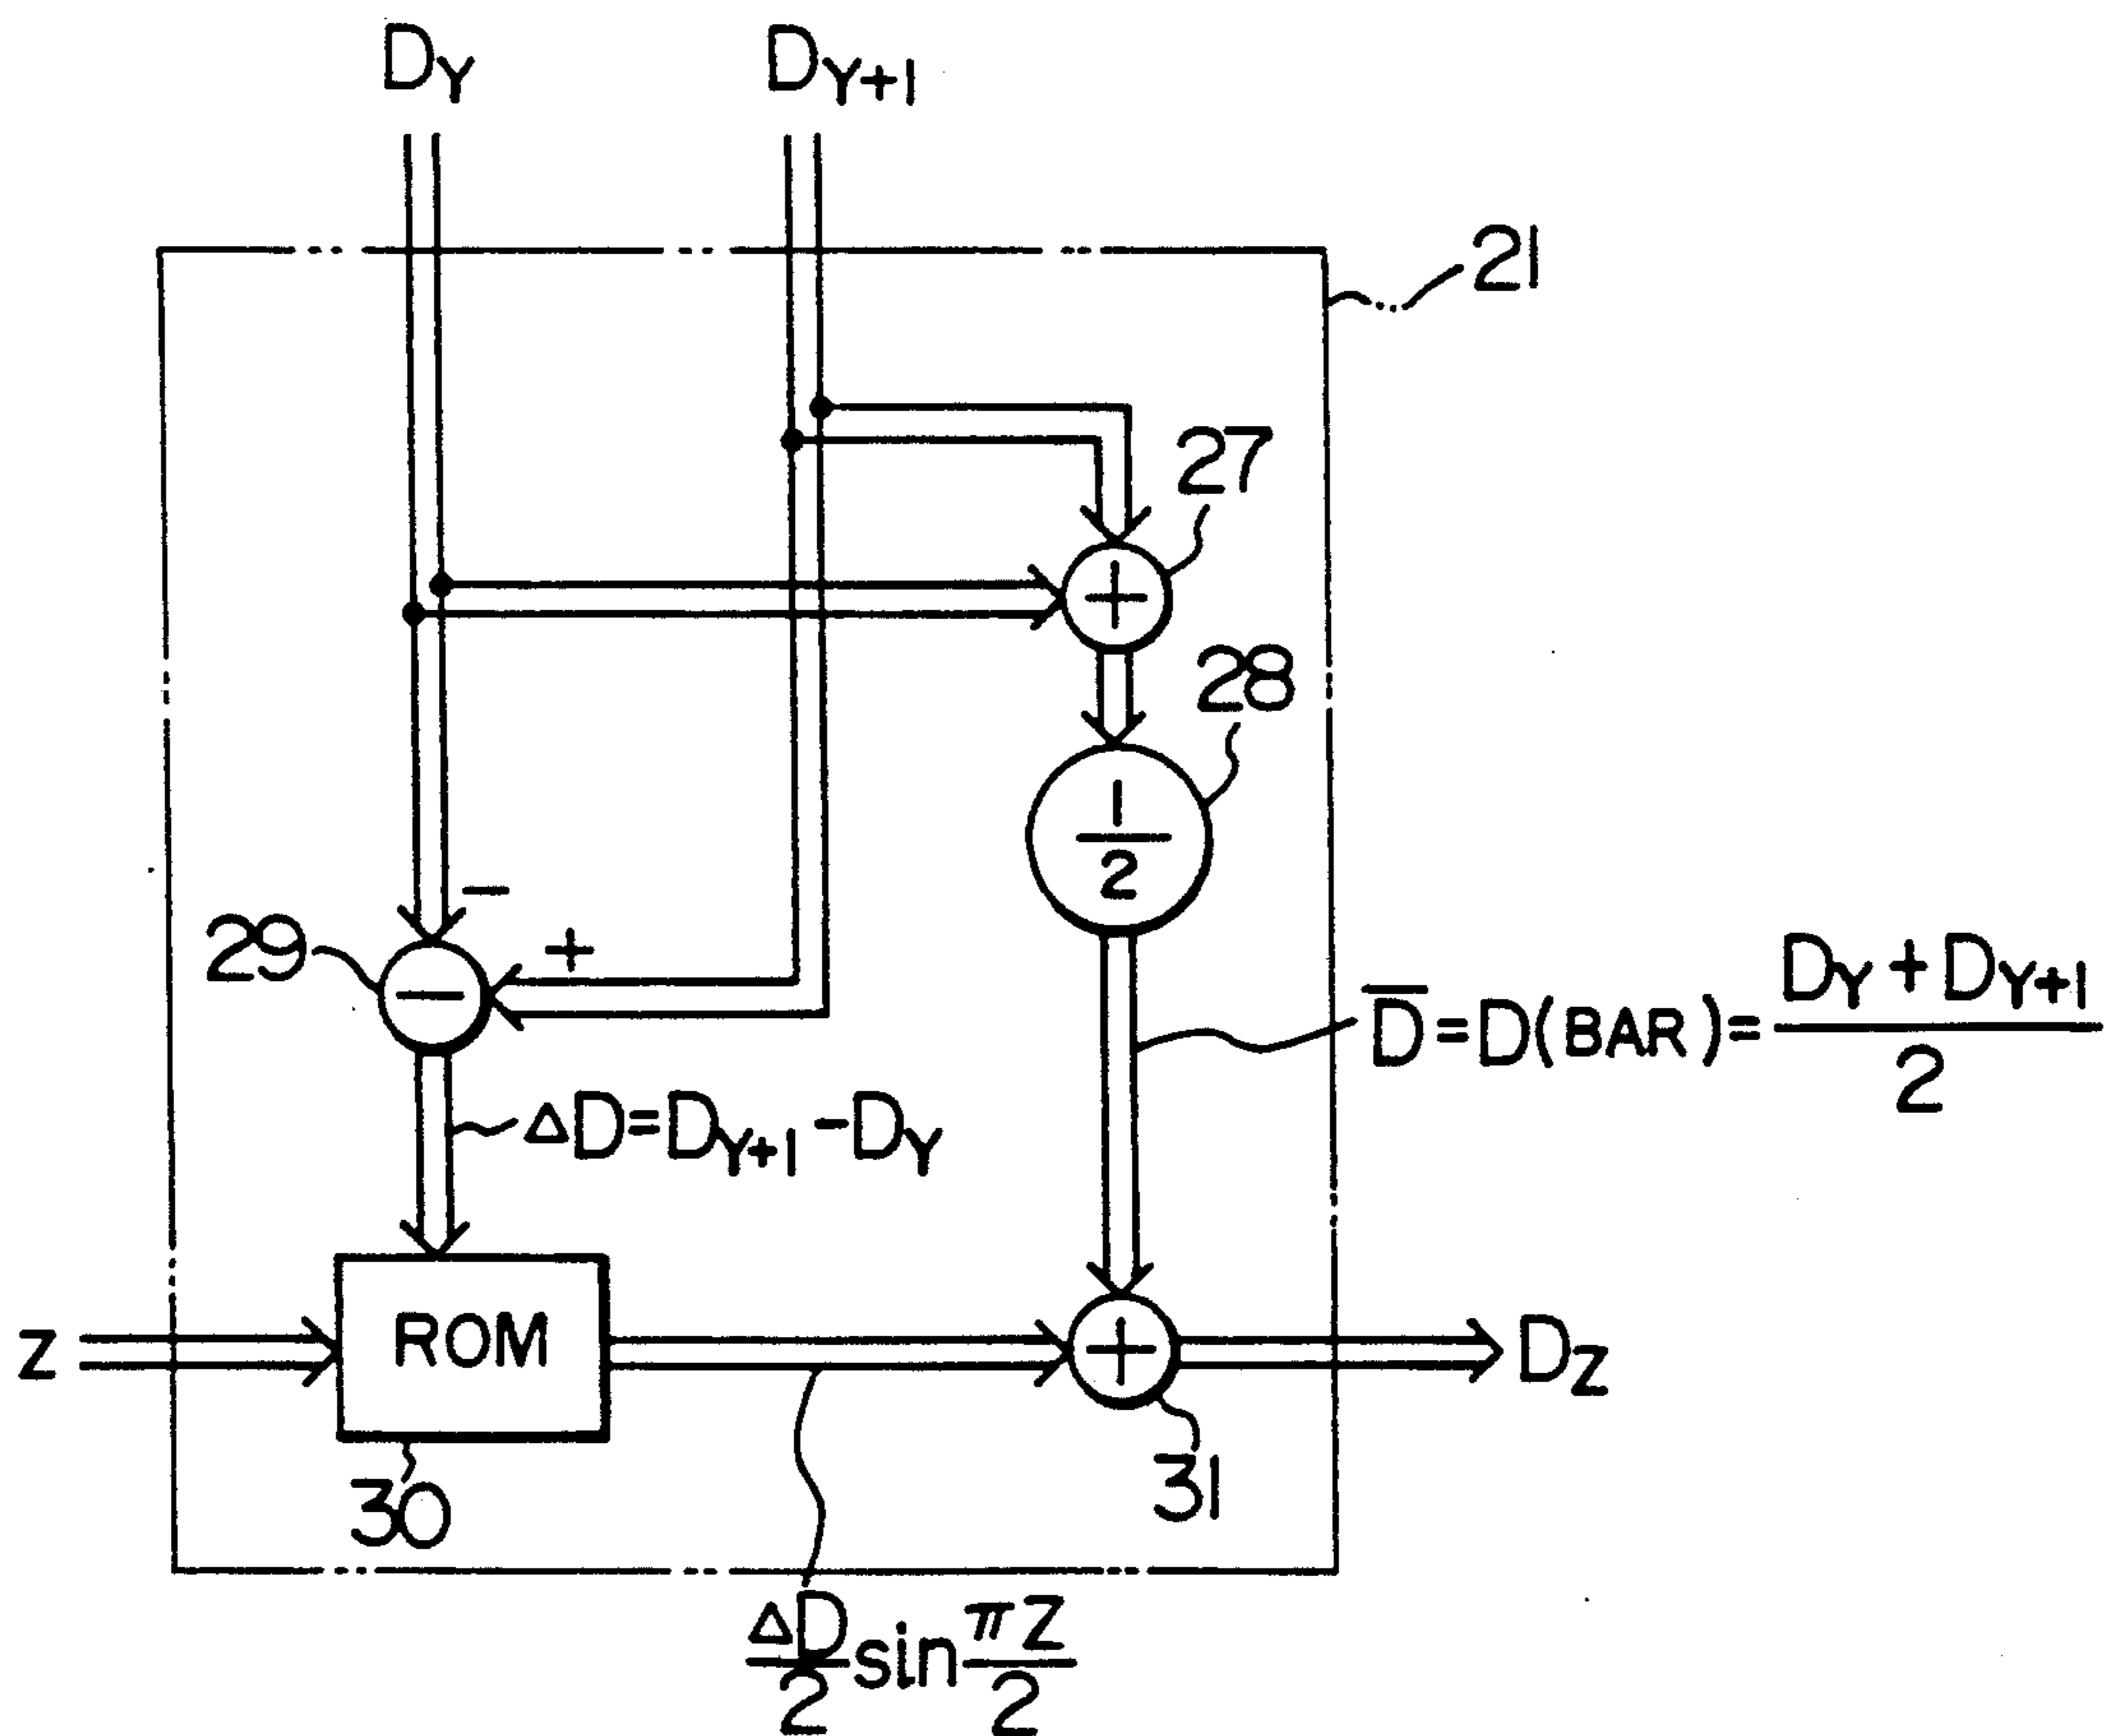 DY
DY+1
21
27
28
1/2
−
29
+
D̅=D(BAR)=(DY+DY+1)/2
ΔD=DY+1-DY
Z
ROM
DZ
30
31
ΔD/2 sin πZ/2